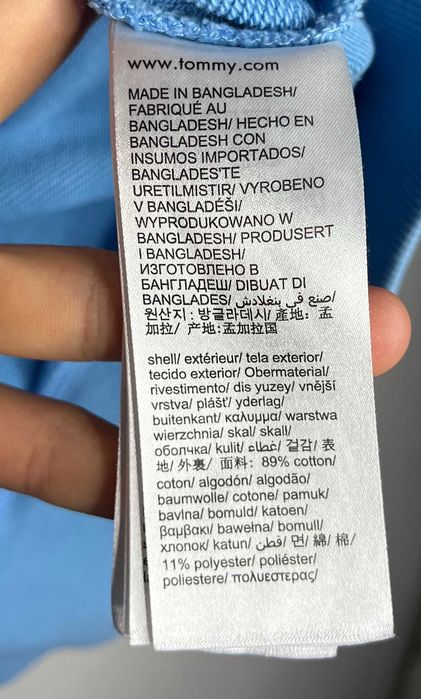 www.tommy.com
MADE IN BANGLADESH/
FABRIQUÉ AU
BANGLADESH/ HECHO EN
BANGLADESH CON
INSUMOS IMPORTADOS/
BANGLADEŞ'TE
URETILMISTIR/ VYROBENO
V BANGLADÉŠI/
WYPRODUKOWANO W
BANGLADESH/ PRODUSERT
I BANGLADESH/
ИЗГОТОВЛЕНО В
БАНГЛАДЕШ/ DIBUAT DI
BANGLADES/ صنع في بنغلادش/
원산지 : 방글라데시/ 產地: 孟
加拉/ 产地:孟加拉国
shell/ extérieur/ tela exterior/
tecido exterior/ Obermaterial/
rivestimento/ dis yuzey/ vnější
vrstva/ plášť/ yderlag/
buitenkant/ καλυμμα/ warstwa
wierzchnia/ skal/ skall/
оболчка/ kulit/ غطاء/ 겉감/ 表
地/ 外裏/ 面料: 89% cotton/
coton/ algodón/ algodão/
baumwolle/ cotone/ pamuk/
bavlna/ bomuld/ katoen/
βαμβακι/ bawełna/ bomull/
хлопок/ katun/ قطن/ 면/ 綿/ 棉/
11% polyester/ poliéster/
poliestere/ πολυεστερας/